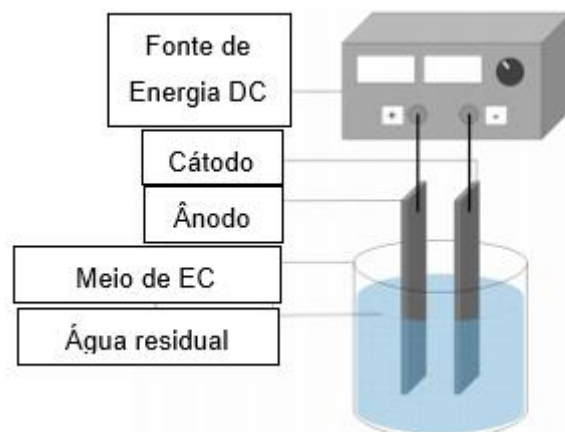 Fonte de
Energia DC
+
-
Cátodo
Ânodo
Meio de EC
Água residual